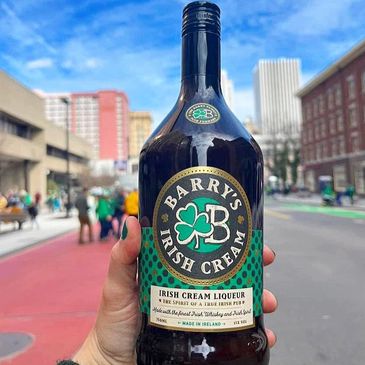 BARRY'S
B
IRISH CREAM
IRISH CREAM LIQUEUR
THE SPIRIT OF A TRUE IRISH PUB
Made with the finest Irish Whiskey and Irish Spirit
750ML MADE IN IRELAND